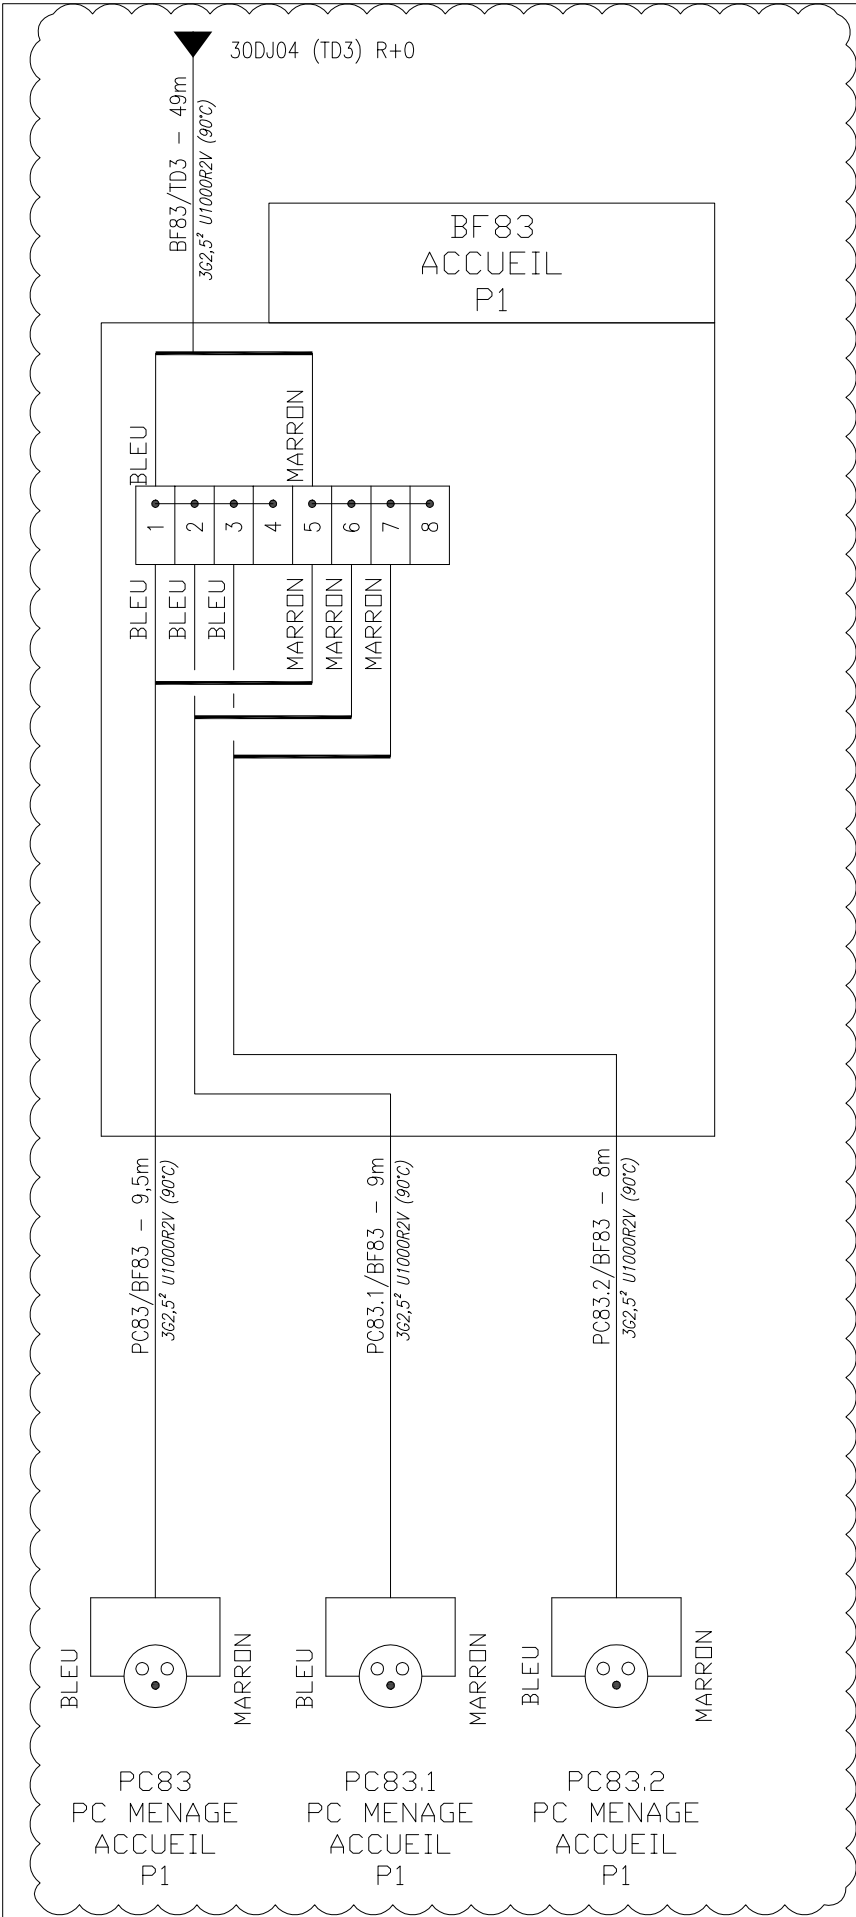 30DJ04 (TD3) R+0
BF83/TD3 - 49m
3G2,5² U1000R2V (90°C)
BF83
ACCUEIL
P1
BLEU
MARRON
1
2
3
4
5
6
7
8
BLEU
BLEU
BLEU
MARRON
MARRON
MARRON
PC83/BF83 - 9,5m
3G2,5² U1000R2V (90°C)
PC83.1/BF83 - 9m
3G2,5² U1000R2V (90°C)
PC83.2/BF83 - 8m
3G2,5² U1000R2V (90°C)
BLEU
MARRON
BLEU
MARRON
BLEU
MARRON
PC83
PC MENAGE
ACCUEIL
P1
PC83.1
PC MENAGE
ACCUEIL
P1
PC83.2
PC MENAGE
ACCUEIL
P1